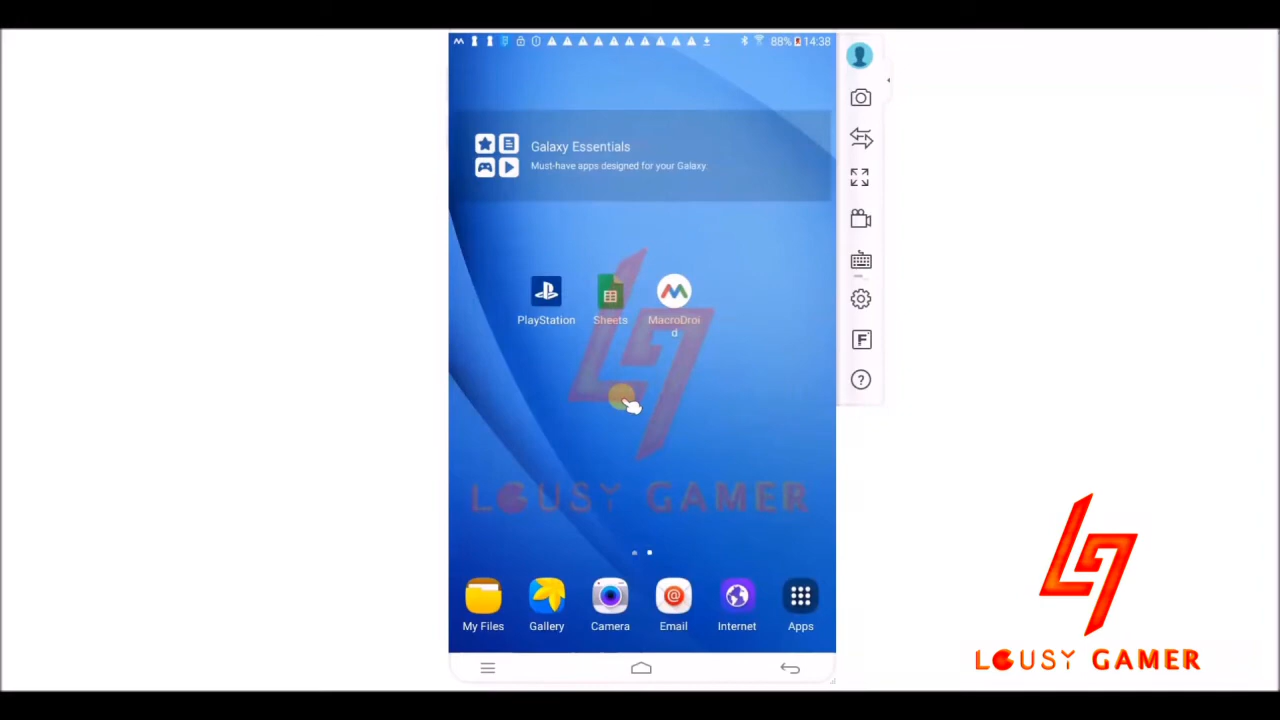 88% 14:38
Galaxy Essentials
Must-have apps designed for your Galaxy.
PlayStation Sheets MacroDroi
d
LOUSY GAMER
My Files Gallery Camera Email Internet Apps
F
?
LOUSY GAMER